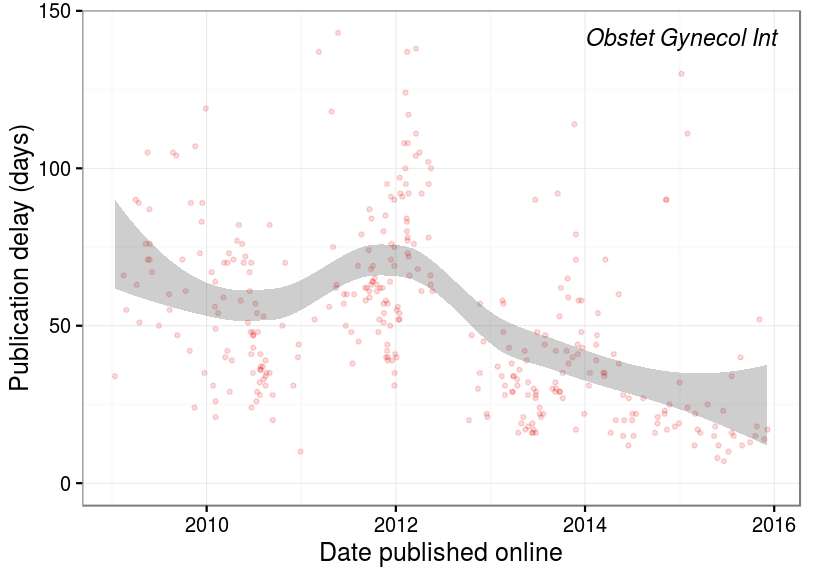 150
Obstet Gynecol Int
100
50
0
Publication delay (days)
2010 2012 2014 2016
Date published online